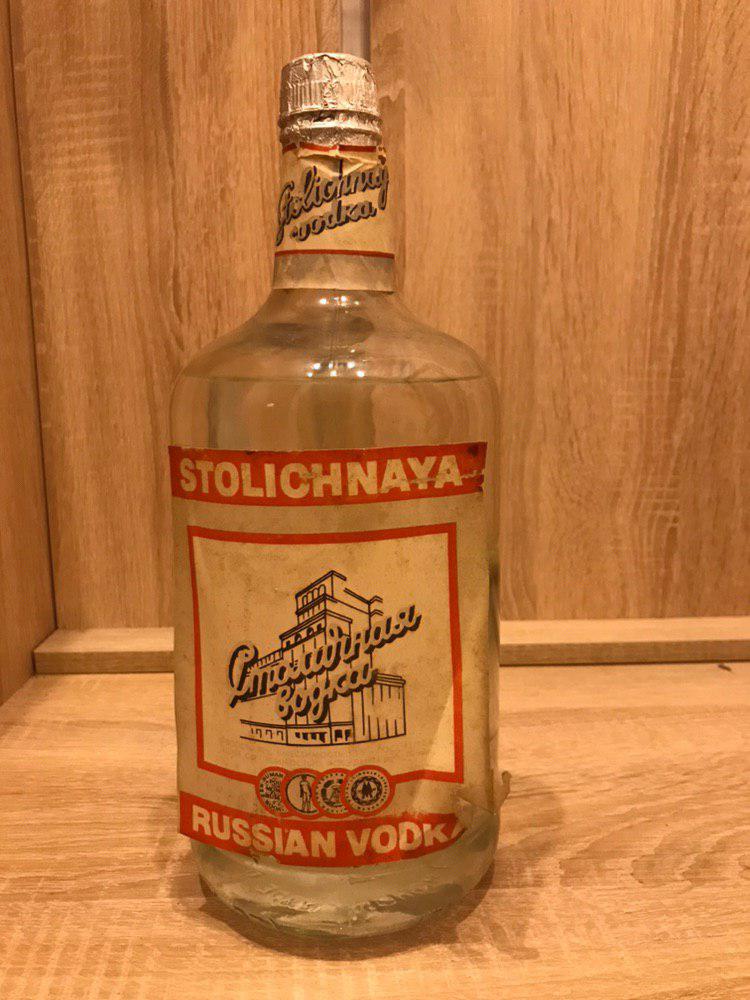 Stolichnaya
vodka
STOLICHNAYA
Столичная
водка
RUSSIAN VODKA